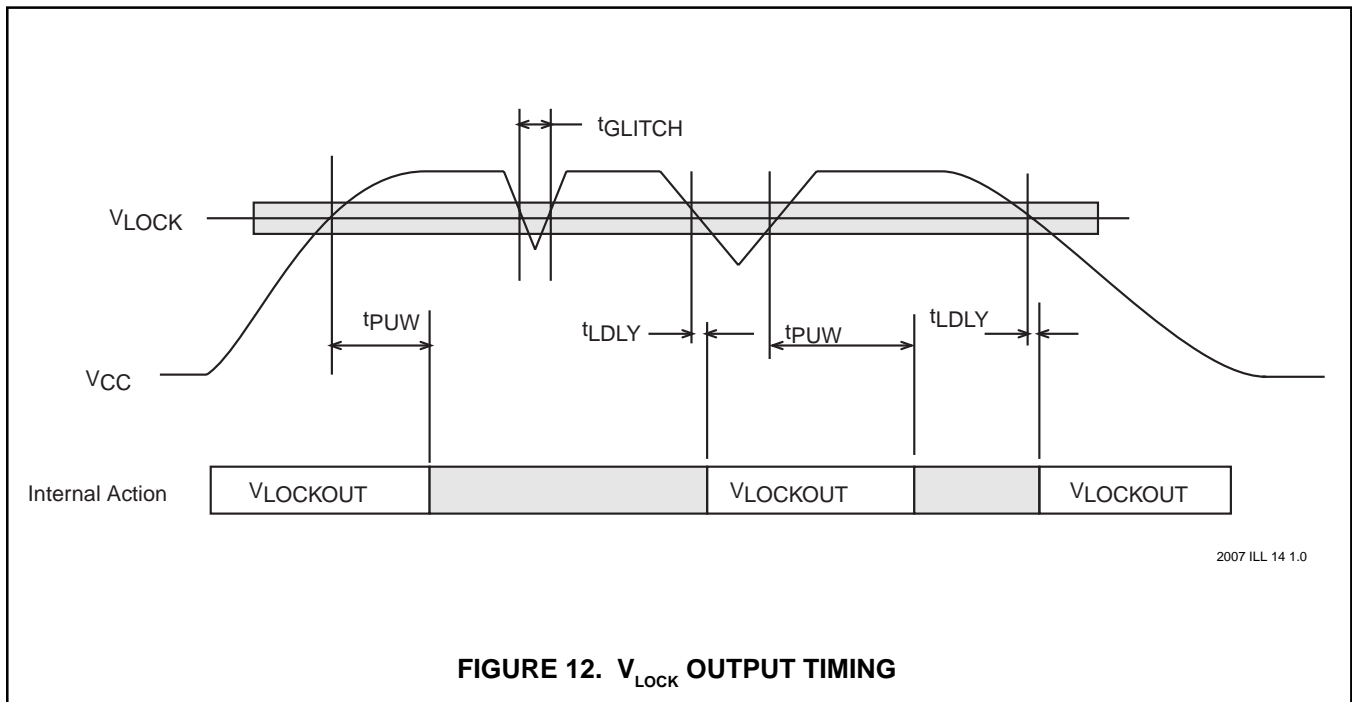 tGLITCH
VLOCK
tPUW
tLDLY
tPUW
tLDLY
VCC
Internal Action
VLOCKOUT
VLOCKOUT
VLOCKOUT
2007 ILL 14 1.0
FIGURE 12. VLOCK OUTPUT TIMING